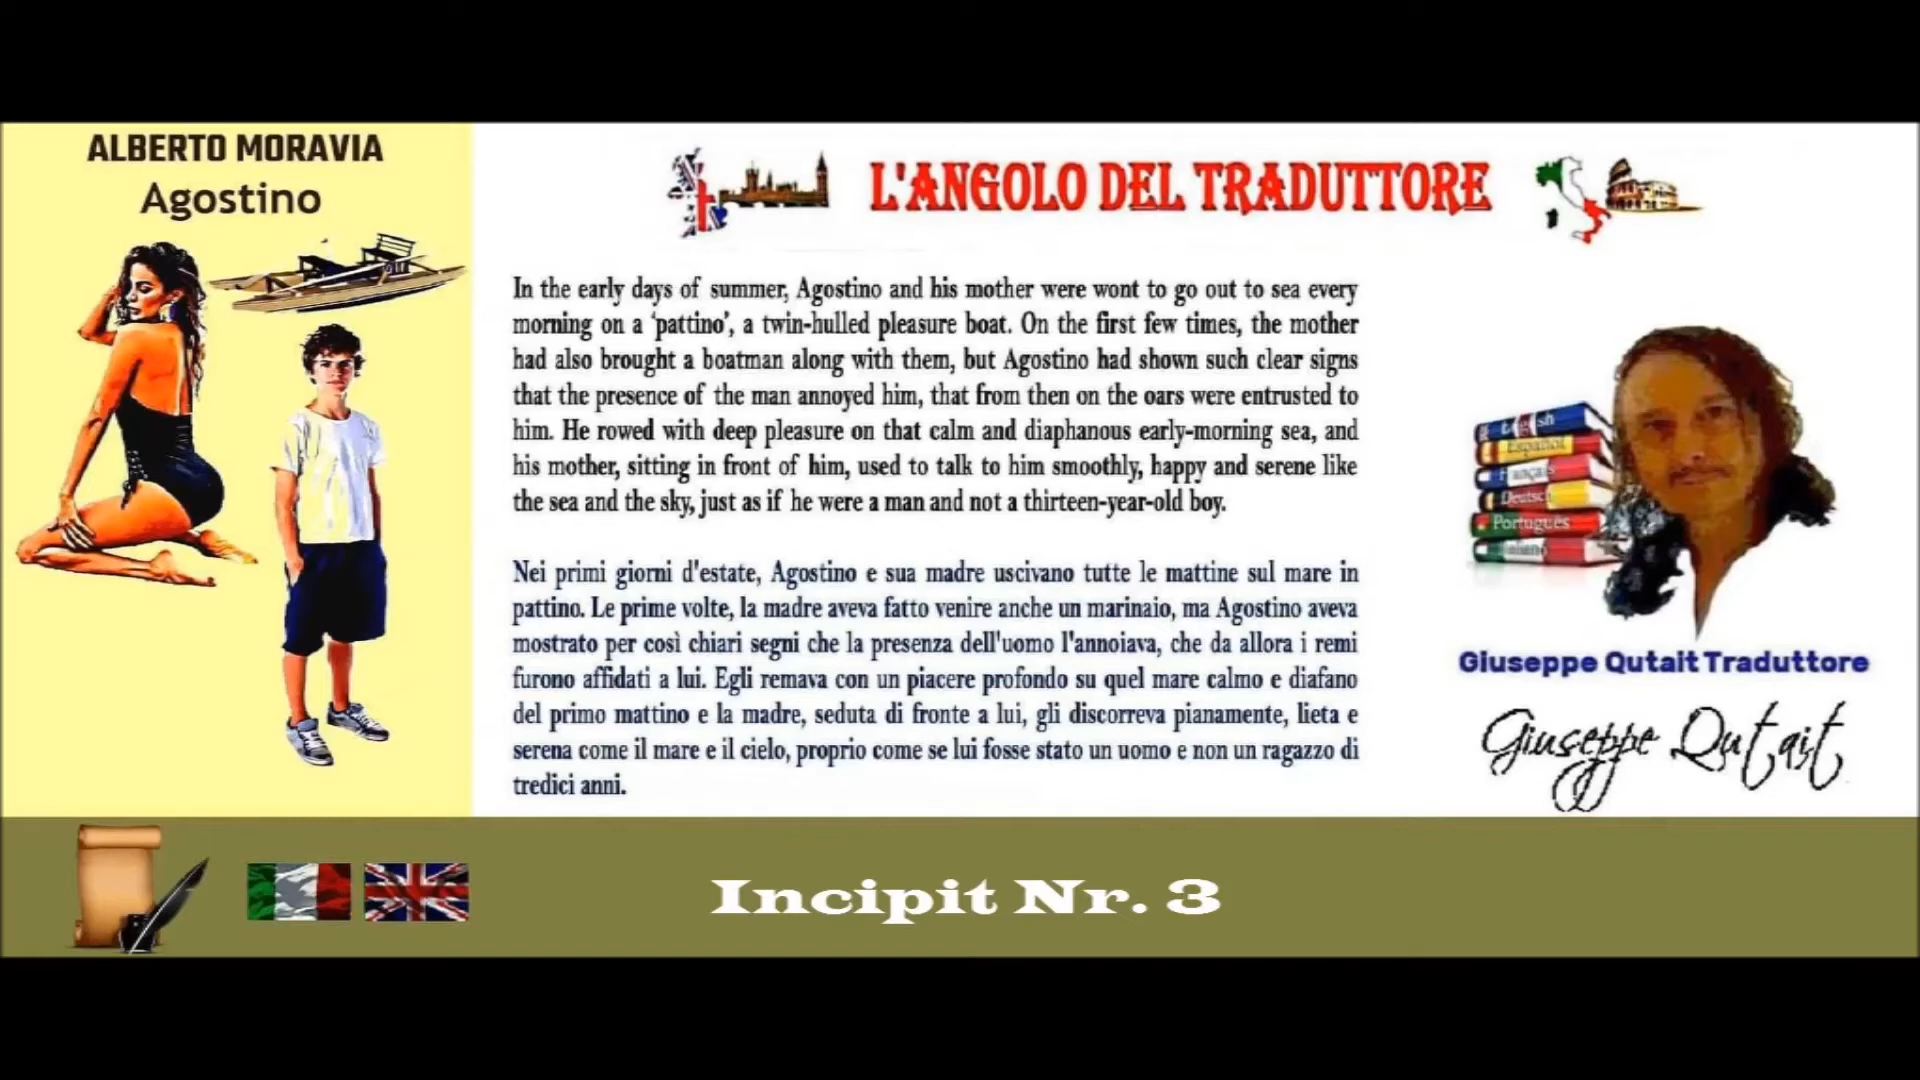 ALBERTO MORAVIA
Agostino
L'ANGOLO DEL TRADUTTORE
In the early days of summer, Agostino and his mother were wont to go out to sea every
morning on a 'pattino', a twin-hulled pleasure boat. On the first few times, the mother
had also brought a boatman along with them, but Agostino had shown such clear signs
that the presence of the man annoyed him, that from then on the oars were entrusted to
him. He rowed with deep pleasure on that calm and diaphanous early-morning sea, and
his mother, sitting in front of him, used to talk to him smoothly, happy and serene like
the sea and the sky, just as if he were a man and not a thirteen-year-old boy.
Nei primi giorni d'estate, Agostino e sua madre uscivano tutte le mattine sul mare in
pattino. Le prime volte, la madre aveva fatto venire anche un marinaio, ma Agostino aveva
mostrato per così chiari segni che la presenza dell'uomo l'annoiava, che da allora i remi
furono affidati a lui. Egli remava con un piacere profondo su quel mare calmo e diafano
del primo mattino e la madre, seduta di fronte a lui, gli discorreva pianamente, lieta e
serena come il mare e il cielo, proprio come se lui fosse stato un uomo e non un ragazzo di
tredici anni.
English
Español
Français
Deutsch
Português
Giuseppe Qutait Traduttore
Giuseppe Qutait
Incipit Nr. 3